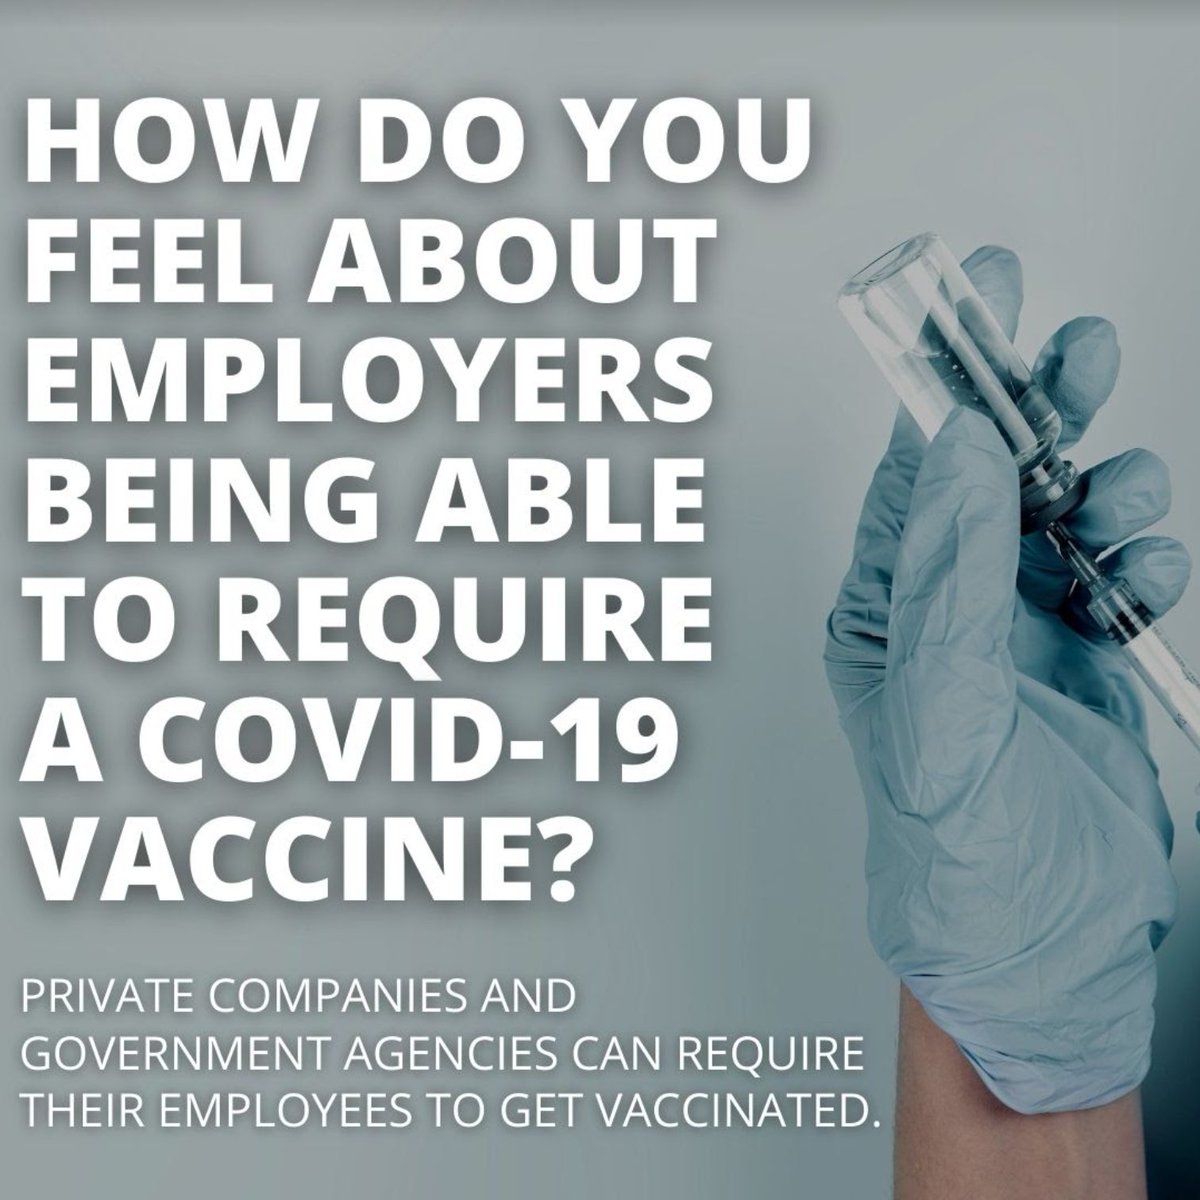 HOW DO YOU
FEEL ABOUT
EMPLOYERS
BEING ABLE
TO REQUIRE
A COVID-19
VACCINE?
PRIVATE COMPANIES AND
GOVERNMENT AGENCIES CAN REQUIRE
THEIR EMPLOYEES TO GET VACCINATED.